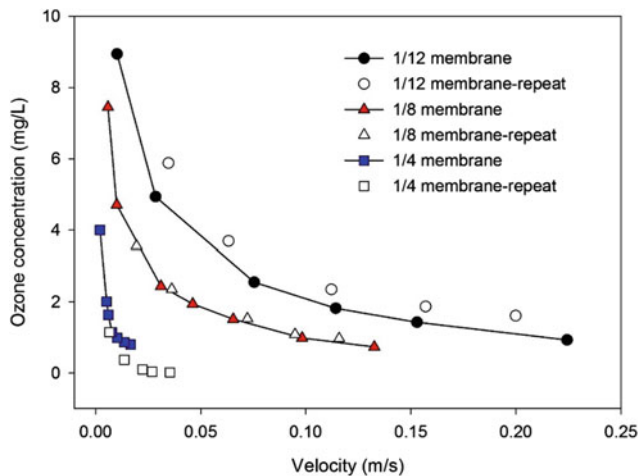 10
8
6
4
2
0
Ozone concentration (mg/L)
1/12 membrane
1/12 membrane-repeat
1/8 membrane
1/8 membrane-repeat
1/4 membrane
1/4 membrane-repeat
0.00 0.05 0.10 0.15 0.20 0.25
Velocity (m/s)